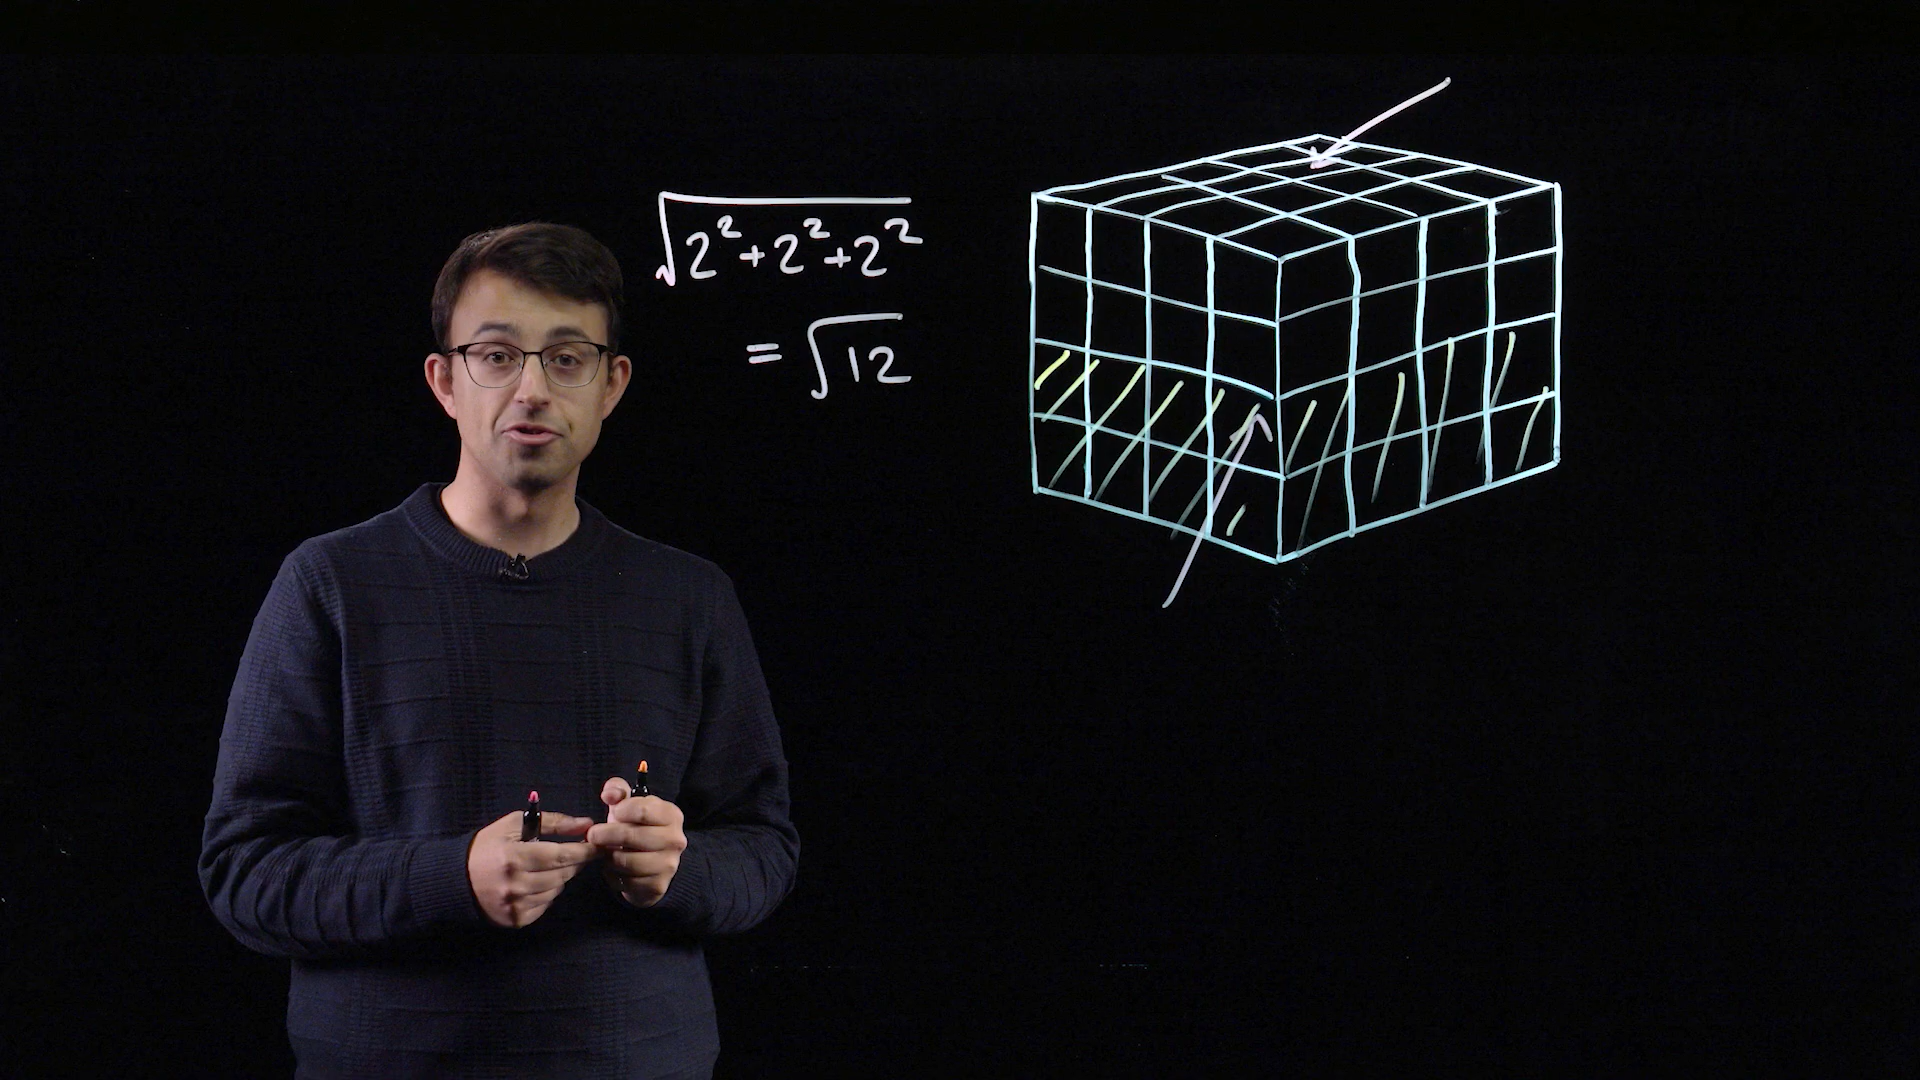 √2²+2²+2²
= √12